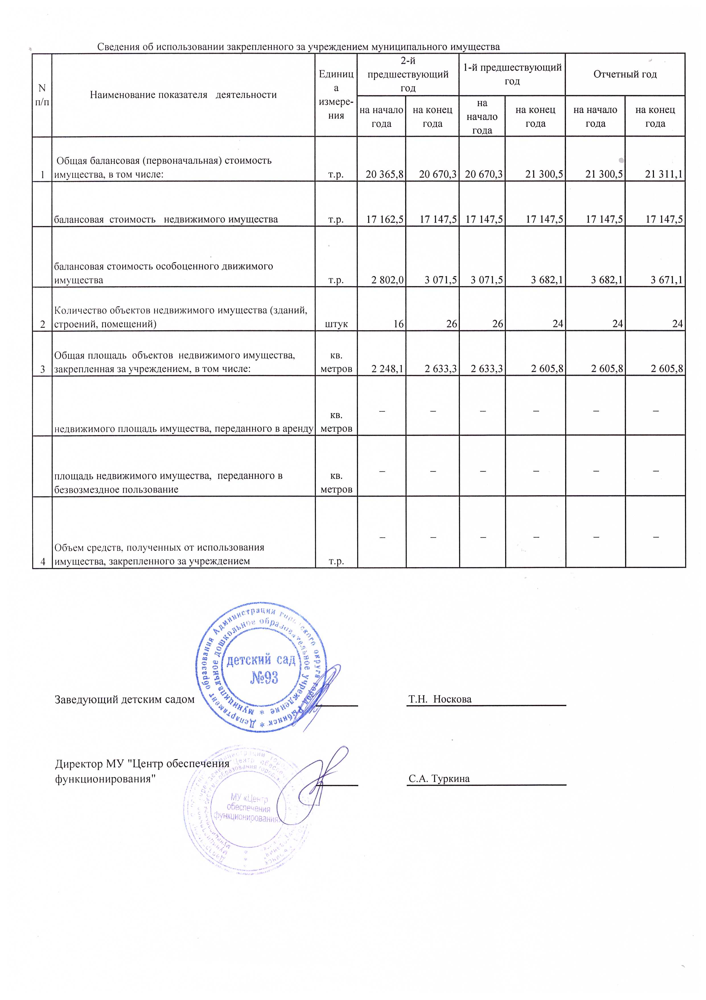 Сведения об использовании закрепленного за учреждением муниципального имущества
N п/п
Наименование показателя деятельности
Единиц
а
измере-
ния
2-й
предшествующий
год
1-й предшествующий
год
Отчетный год
на начало года
на конец года
на начало года
на конец года
на начало года
на конец года
1 Общая балансовая (первоначальная) стоимость
имущества, в том числе: т.р. 20 365,8 20 670,3 20 670,3 21 300,5 21 300,5 21 311,1
балансовая стоимость недвижимого имущества т.р. 17 162,5 17 147,5 17 147,5 17 147,5 17 147,5 17 147,5
балансовая стоимость особоценного движимого
имущества т.р. 2 802,0 3 071,5 3 071,5 3 682,1 3 682,1 3 671,1
Количество объектов недвижимого имущества (зданий,
2 строений, помещений) штук 16 26 26 24 24 24
Общая площадь объектов недвижимого имущества, кв.
3 закрепленная за учреждением, в том числе: метров 2 248,1 2 633,3 2 633,3 2 605,8 2 605,8 2 605,8
кв. – – – – – –
недвижимого площадь имущества, переданного в аренду метров
площадь недвижимого имущества, переданного в кв. – – – – – –
безвозмездное пользование метров
Объем средств, полученных от использования – – – – – –
4 имущества, закрепленного за учреждением т.р.
Департамент образования Администрации городского округа город Рыбинск *
муниципальное дошкольное образовательное учреждение *
детский сад
№93
Заведующий детским садом Т.Н. Носкова
Директор МУ "Центр обеспечения
функционирования" С.А. Туркина
МУ «Центр
обеспечения
функционирования»